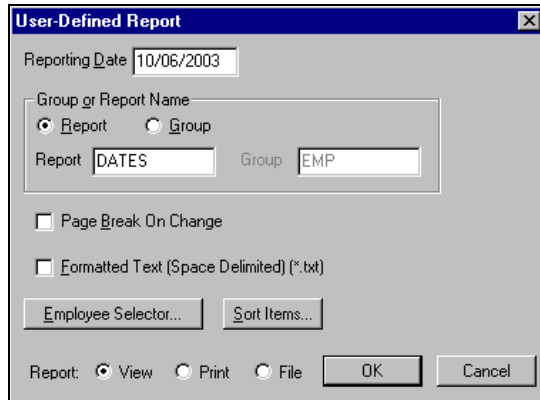 User-Defined Report
Reporting Date 10/06/2003
Group or Report Name
Report Group
Report DATES Group EMP
Page Break On Change
Formatted Text (Space Delimited) (*.txt)
Employee Selector... Sort Items...
Report: View Print File OK Cancel